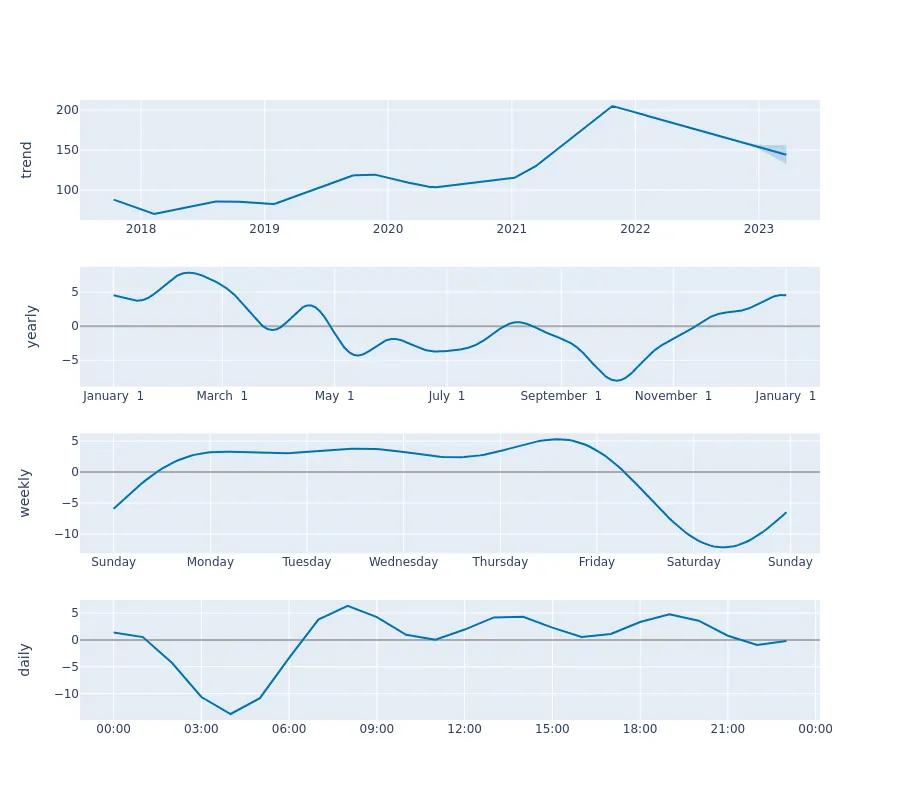 trend
200
150
100
2018 2019 2020 2021 2022 2023
yearly
5
0
−5
January 1 March 1 May 1 July 1 September 1 November 1 January 1
weekly
5
0
−5
−10
Sunday Monday Tuesday Wednesday Thursday Friday Saturday Sunday
daily
5
0
−5
−10
00:00 03:00 06:00 09:00 12:00 15:00 18:00 21:00 00:00